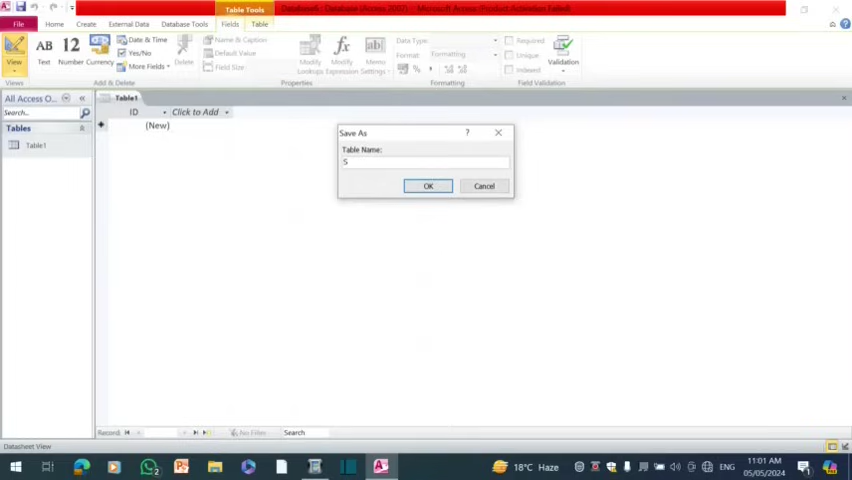 Table Tools
Database4 : Database (Access 2007) - Microsoft Access (Product Activation Failed)
File Home Create External Data Database Tools Fields Table
View
Views
AB
Text
12
Number
Currency
Date & Time
Yes/No
More Fields
Delete
Add & Delete
Name & Caption
Default Value
Field Size
Modify
Lookups
fx
Modify
Expression
ab
Memo
Settings
Properties
Data Type:
Format: Formatting
%
Formatting
Required
Unique
Indexed
Validation
Field Validation
All Access O...
Search...
Tables
Table1
Table1
ID Click to Add
(New)
Save As
?
Table Name:
S
OK Cancel
Record: No Filter Search
Datasheet View
2
18°C Haze
ENG
11:01 AM
05/05/2024
1